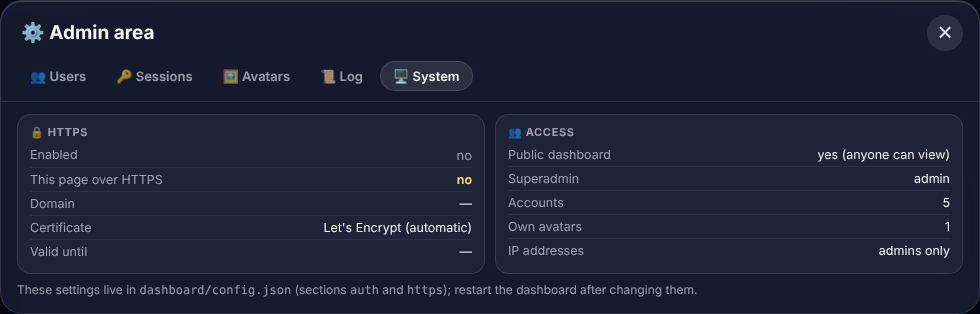 ⚙️ Admin area
✕
👥 Users 🔑 Sessions 🖼️ Avatars 📜 Log 🖥️ System
🔒 HTTPS
Enabled no
This page over HTTPS no
Domain —
Certificate Let's Encrypt (automatic)
Valid until —
👥 ACCESS
Public dashboard yes (anyone can view)
Superadmin admin
Accounts 5
Own avatars 1
IP addresses admins only
These settings live in dashboard/config.json (sections auth and https); restart the dashboard after changing them.